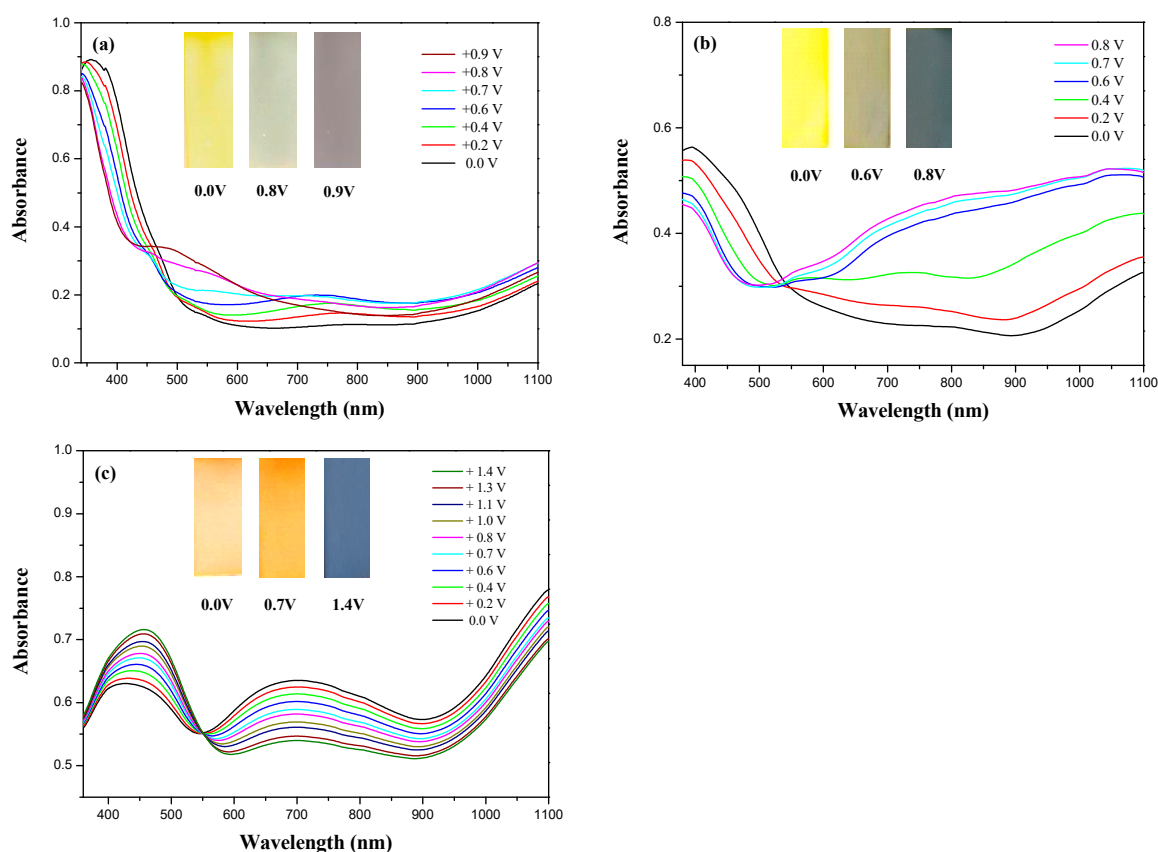 (a)
Absorbance
1.0
0.8
0.6
0.4
0.2
0.0
0.0V 0.8V 0.9V
+0.9 V
+0.8 V
+0.7 V
+0.6 V
+0.4 V
+0.2 V
0.0 V
400 500 600 700 800 900 1000 1100
Wavelength (nm)
(b)
Absorbance
0.8
0.6
0.4
0.2
0.0V 0.6V 0.8V
0.8 V
0.7 V
0.6 V
0.4 V
0.2 V
0.0 V
400 500 600 700 800 900 1000 1100
Wavelength (nm)
(c)
Absorbance
1.0
0.9
0.8
0.7
0.6
0.5
0.0V 0.7V 1.4V
+ 1.4 V
+ 1.3 V
+ 1.1 V
+ 1.0 V
+ 0.8 V
+ 0.7 V
+ 0.6 V
+ 0.4 V
+ 0.2 V
0.0 V
400 500 600 700 800 900 1000 1100
Wavelength (nm)